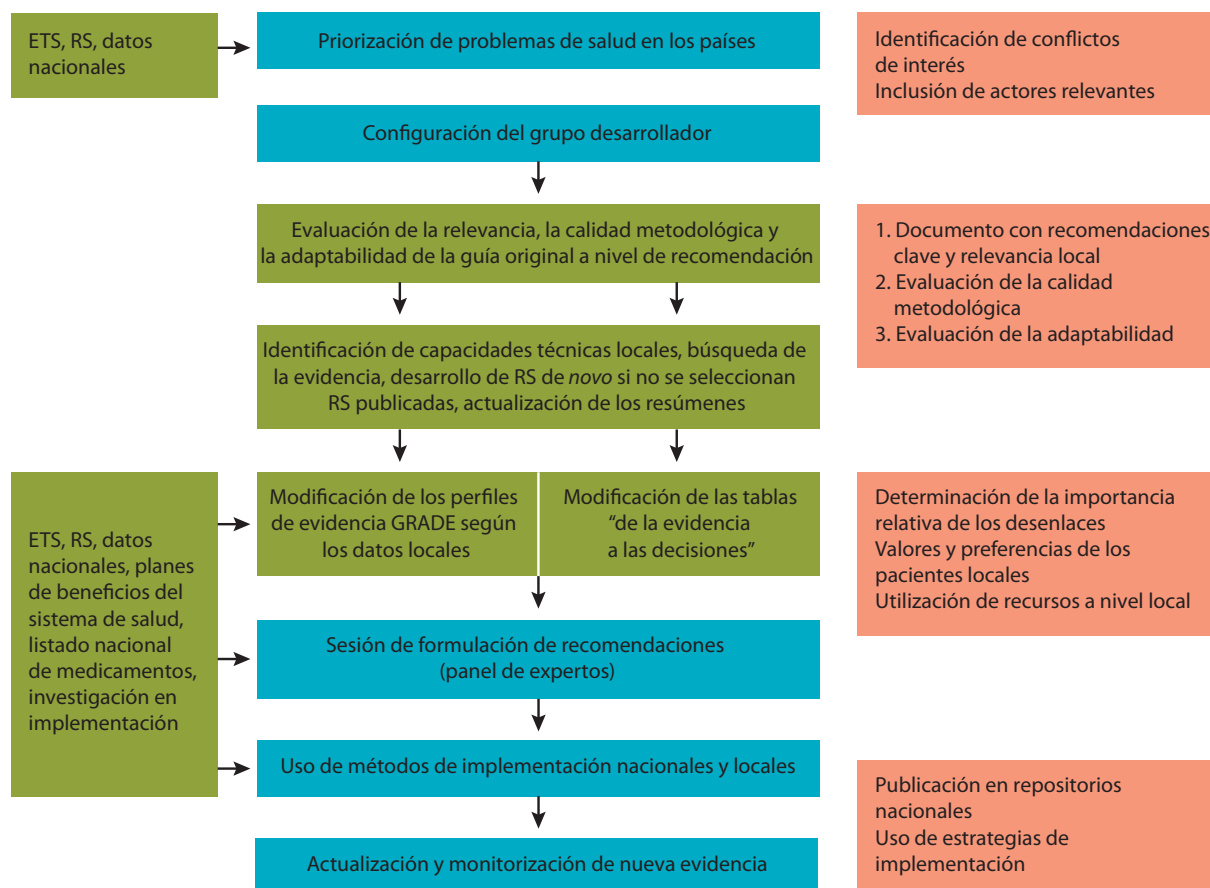 ETS, RS, datos
nacionales
Priorización de problemas de salud en los países
Identificación de conflictos
de interés
Inclusión de actores relevantes
Configuración del grupo desarrollador
Evaluación de la relevancia, la calidad metodológica y
la adaptabilidad de la guía original a nivel de recomendación
1. Documento con recomendaciones
clave y relevancia local
2. Evaluación de la calidad
metodológica
3. Evaluación de la adaptabilidad
Identificación de capacidades técnicas locales, búsqueda de
la evidencia, desarrollo de RS de novo si no se seleccionan
RS publicadas, actualización de los resúmenes
ETS, RS, datos
nacionales, planes
de beneficios del
sistema de salud,
listado nacional
de medicamentos,
investigación en
implementación
Modificación de los perfiles
de evidencia GRADE según
los datos locales
Modificación de las tablas
“de la evidencia
a las decisiones”
Determinación de la importancia
relativa de los desenlaces
Valores y preferencias de los
pacientes locales
Utilización de recursos a nivel local
Sesión de formulación de recomendaciones
(panel de expertos)
Uso de métodos de implementación nacionales y locales
Publicación en repositorios
nacionales
Uso de estrategias de
implementación
Actualización y monitorización de nueva evidencia